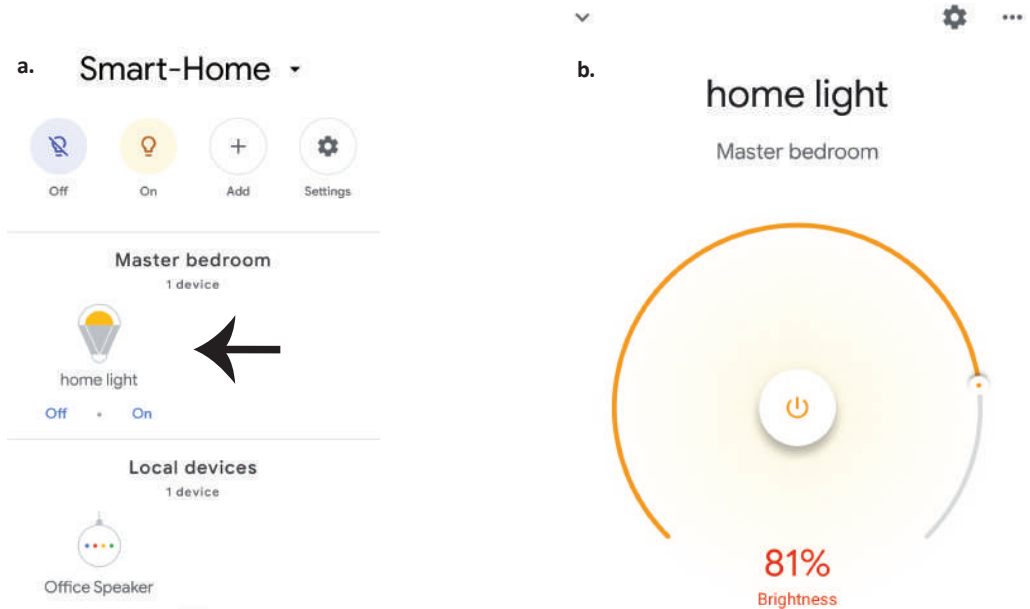 a.
Smart-Home
Off
On
Add
Settings
Master bedroom
1 device
home light
Off • On
Local devices
1 device
Office Speaker
b.
home light
Master bedroom
81%
Brightness